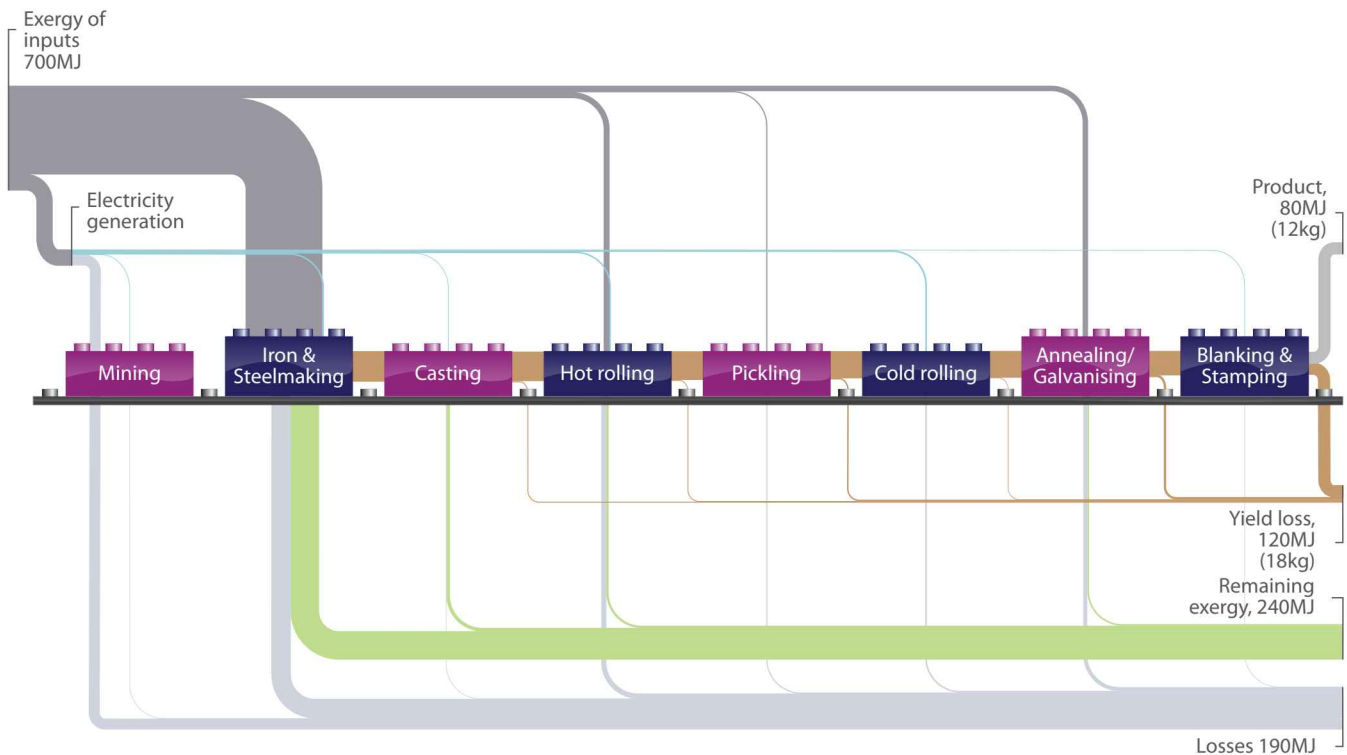 Exergy of
inputs
700MJ
Electricity
generation
Product,
80MJ
(12kg)
Mining
Iron &
Steelmaking
Casting
Hot rolling
Pickling
Cold rolling
Annealing/
Galvanising
Blanking &
Stamping
Yield loss,
120MJ
(18kg)
Remaining
exergy, 240MJ
Losses 190MJ